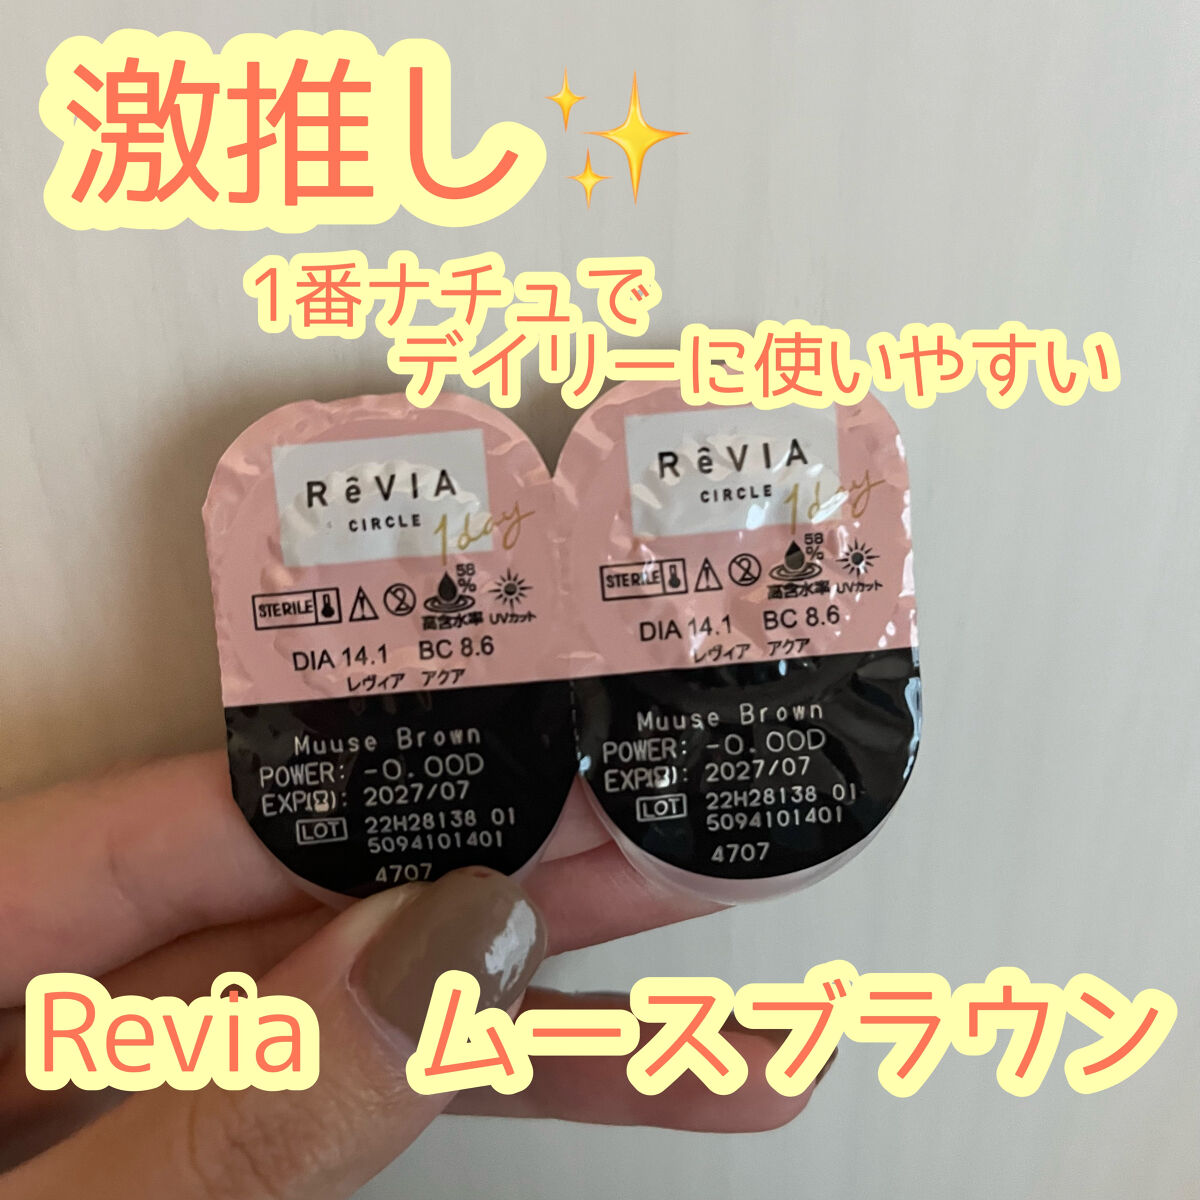 激推し✨
1番ナチュで
デイリーに使いやすい
RêVIA
CIRCLE
1day
STERILE
58%
高含水率
UVカット
DIA 14.1 BC 8.6
レヴィア アクア
Muuse Brown
POWER: -0.00D
EXP(): 2027/07
LOT 22H28138 01
5094101401
4707
RêVIA
CIRCLE
1day
STERILE
58%
高含水率
UVカット
DIA 14.1 BC 8.6
レヴィア アクア
Muuse Brown
POWER: -0.00D
EXP(): 2027/07
LOT 22H28138 01
5094101401
4707
Revia ムースブラウン